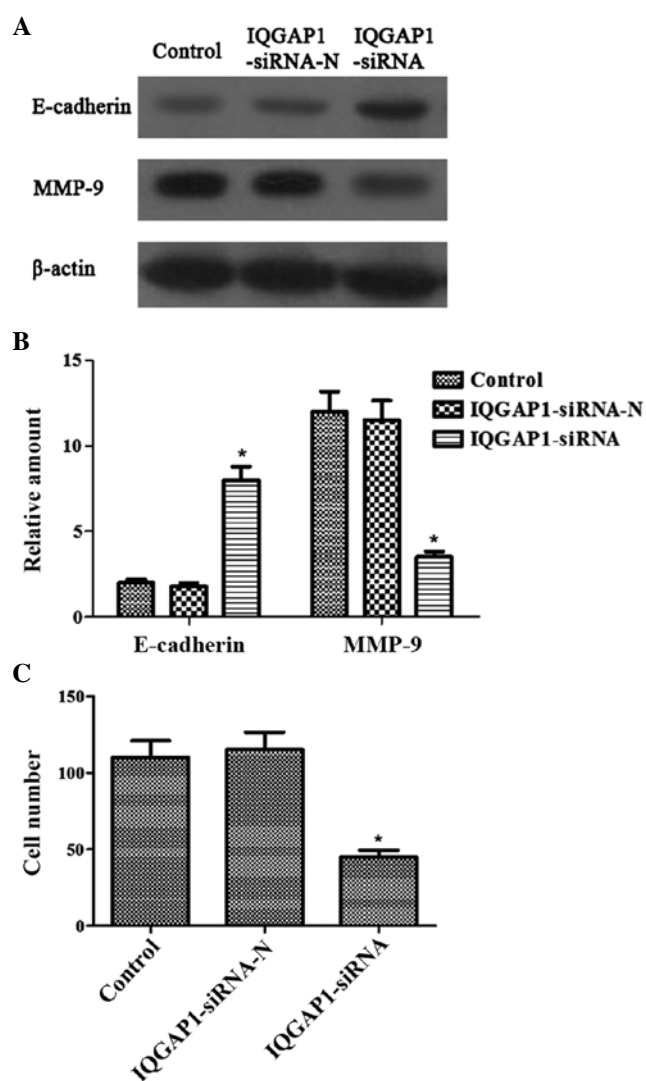 A
Control
IQGAP1
-siRNA-N
IQGAP1
-siRNA
E-cadherin
MMP-9
β-actin
B
15
10
5
0
Relative amount
Control
IQGAP1-siRNA-N
IQGAP1-siRNA
*
*
E-cadherin
MMP-9
C
150
100
50
0
Cell number
*
Control
IQGAP1-siRNA-N
IQGAP1-siRNA